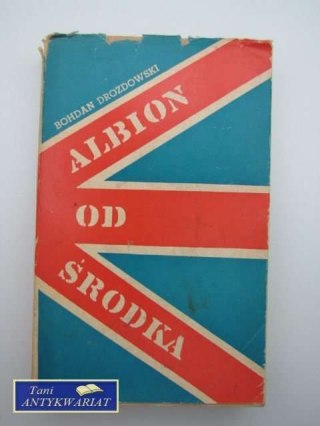 BOHDAN DROZDOWSKI
ALBION
OD
ŚRODKA
Tani
ANTYKWARIAT